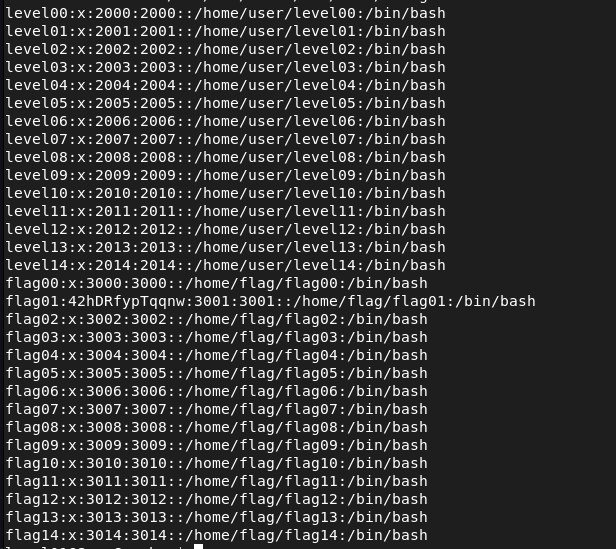 level00:x:2000:2000::/home/user/level00:/bin/bash
level01:x:2001:2001::/home/user/level01:/bin/bash
level02:x:2002:2002::/home/user/level02:/bin/bash
level03:x:2003:2003::/home/user/level03:/bin/bash
level04:x:2004:2004::/home/user/level04:/bin/bash
level05:x:2005:2005::/home/user/level05:/bin/bash
level06:x:2006:2006::/home/user/level06:/bin/bash
level07:x:2007:2007::/home/user/level07:/bin/bash
level08:x:2008:2008::/home/user/level08:/bin/bash
level09:x:2009:2009::/home/user/level09:/bin/bash
level10:x:2010:2010::/home/user/level10:/bin/bash
level11:x:2011:2011::/home/user/level11:/bin/bash
level12:x:2012:2012::/home/user/level12:/bin/bash
level13:x:2013:2013::/home/user/level13:/bin/bash
level14:x:2014:2014::/home/user/level14:/bin/bash
flag00:x:3000:3000::/home/flag/flag00:/bin/bash
flag01:42hDRfypTqqnw:3001:3001::/home/flag/flag01:/bin/bash
flag02:x:3002:3002::/home/flag/flag02:/bin/bash
flag03:x:3003:3003::/home/flag/flag03:/bin/bash
flag04:x:3004:3004::/home/flag/flag04:/bin/bash
flag05:x:3005:3005::/home/flag/flag05:/bin/bash
flag06:x:3006:3006::/home/flag/flag06:/bin/bash
flag07:x:3007:3007::/home/flag/flag07:/bin/bash
flag08:x:3008:3008::/home/flag/flag08:/bin/bash
flag09:x:3009:3009::/home/flag/flag09:/bin/bash
flag10:x:3010:3010::/home/flag/flag10:/bin/bash
flag11:x:3011:3011::/home/flag/flag11:/bin/bash
flag12:x:3012:3012::/home/flag/flag12:/bin/bash
flag13:x:3013:3013::/home/flag/flag13:/bin/bash
flag14:x:3014:3014::/home/flag/flag14:/bin/bash